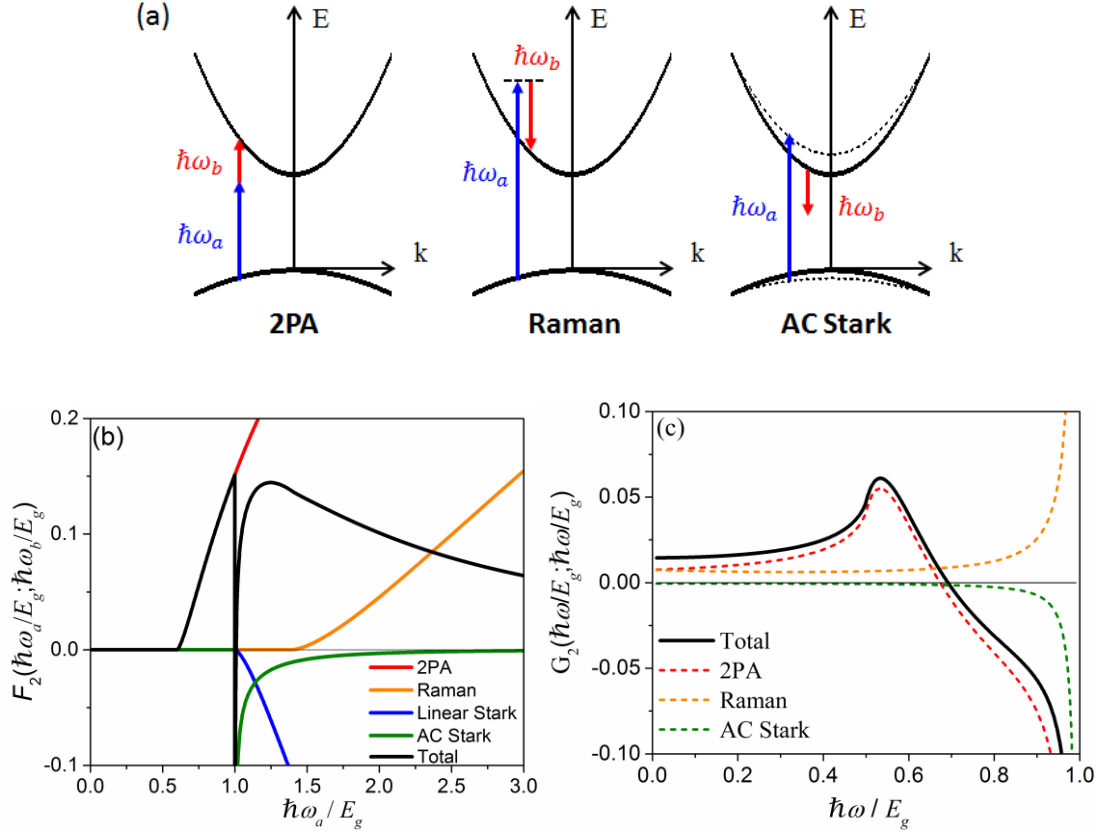 (a)
E
E
E
ħω_b
ħω_a
k
2PA
ħω_b
ħω_a
k
Raman
ħω_a
ħω_b
k
AC Stark
(b)
F₂(ħω_a/E_g;ħω_b/E_g)
0.2
0.1
0.0
-0.1
2PA
Raman
Linear Stark
AC Stark
Total
0.0 0.5 1.0 1.5 2.0 2.5 3.0
ħω_a / E_g
(c)
G₂(ħω/E_g;ħω/E_g)
0.10
0.05
0.00
-0.05
-0.10
Total
2PA
Raman
AC Stark
0.0 0.2 0.4 0.6 0.8 1.0
ħω / E_g